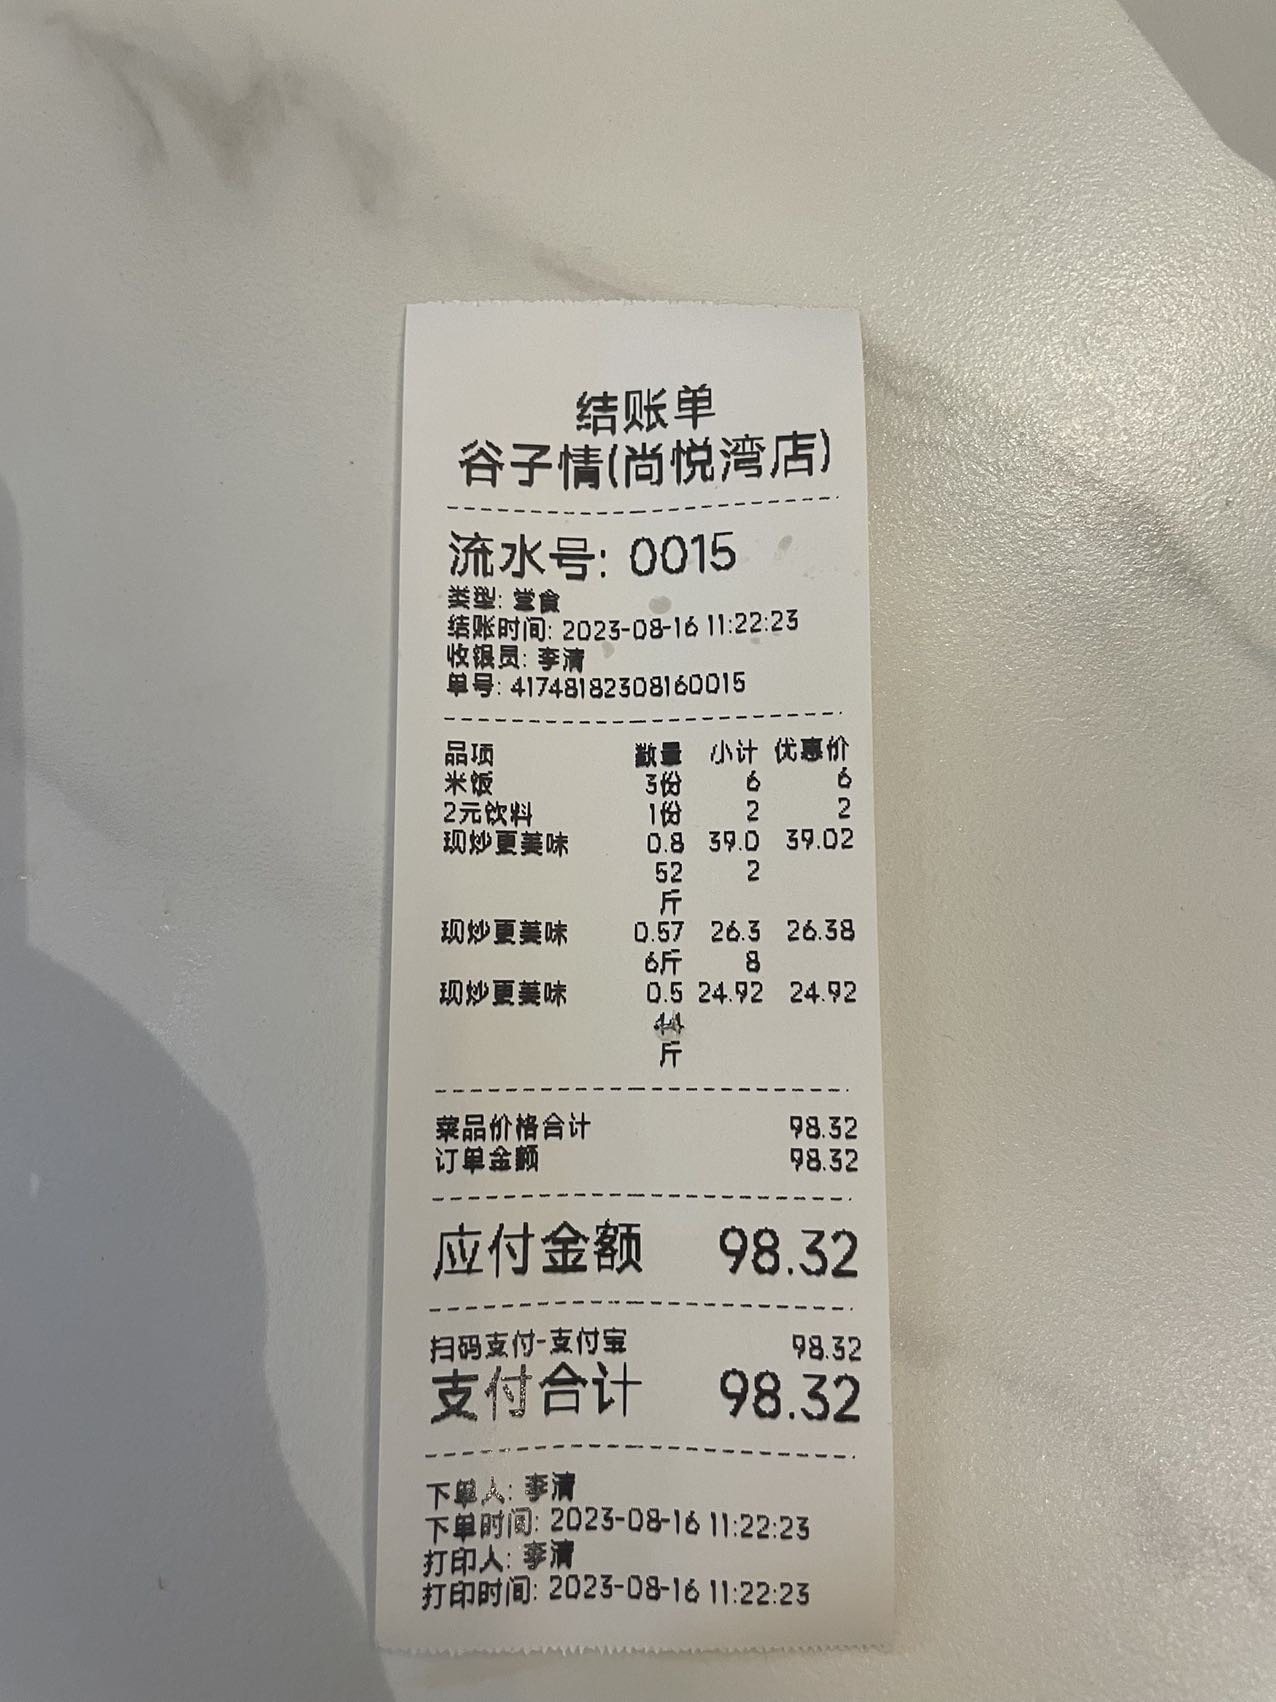 结账单
谷子情(尚悦湾店)
流水号: 0015
类型: 堂食
结账时间: 2023-08-16 11:22:23
收银员: 李清
单号: 41748182308160015
品项 数量 小计 优惠价
米饭 3份 6 6
2元饮料 1份 2 2
现炒更美味 0.8 39.0 39.02
52 2
斤
现炒更美味 0.57 26.3 26.38
6斤 8
现炒更美味 0.5 24.92 24.92
44
斤
菜品价格合计 98.32
订单金额 98.32
应付金额 98.32
扫码支付-支付宝 98.32
支付合计 98.32
下单人: 李清
下单时间: 2023-08-16 11:22:23
打印人: 李清
打印时间: 2023-08-16 11:22:23